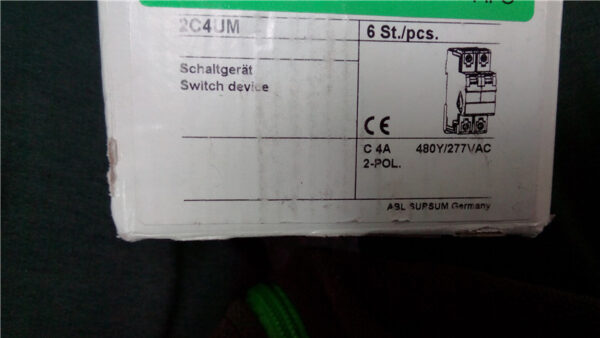 2C4UM
6 St./pcs.
Schaltgerät
Switch device
CE
C 4A 480Y/277VAC
2-POL.
ABL SURSUM Germany